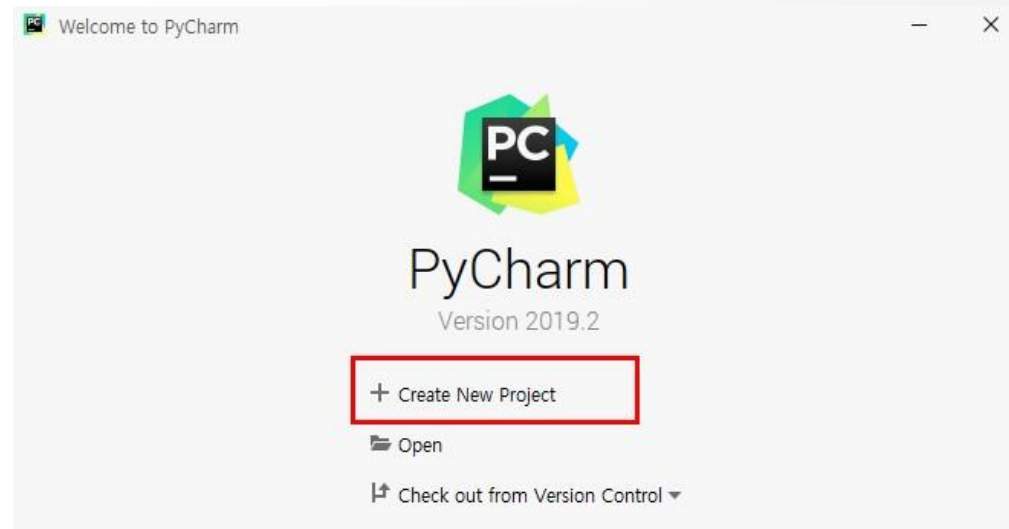 Welcome to PyCharm
PC
PyCharm
Version 2019.2
Create New Project
Open
Check out from Version Control